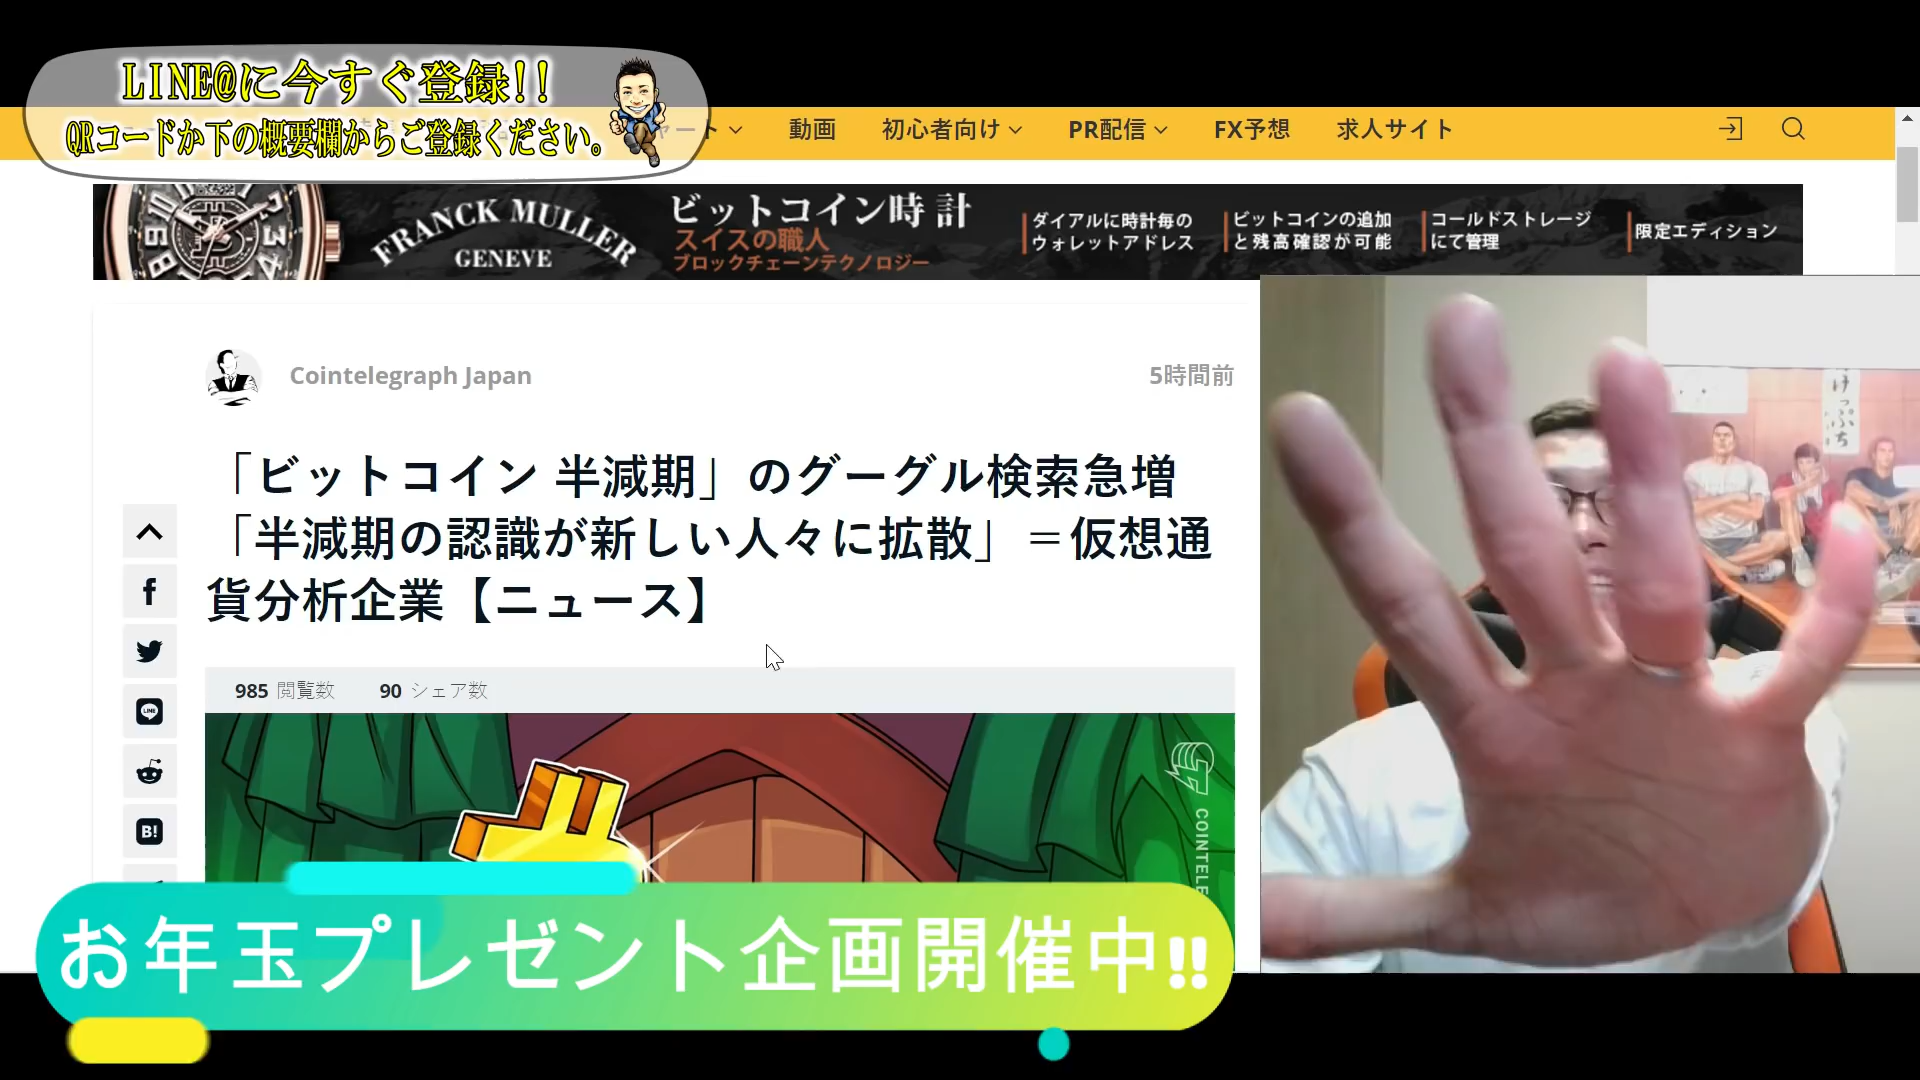 LINE@に今すぐ登録!!
QRコードか下の概要欄からご登録ください。
ャート
動画
初心者向け
PR配信
FX予想
求人サイト
FRANCK MULLER
GENEVE
ビットコイン時計
スイスの職人
ブロックチェーンテクノロジー
ダイアルに時計毎の
ウォレットアドレス
ビットコインの追加
と残高確認が可能
コールドストレージ
にて管理
限定エディション
Cointelegraph Japan
5時間前
「ビットコイン 半減期」のグーグル検索急増
「半減期の認識が新しい人々に拡散」＝仮想通
貨分析企業【ニュース】
985 閲覧数
90 シェア数
LINE
B!
COINTELE
けっぷち
お年玉プレゼント企画開催中!!